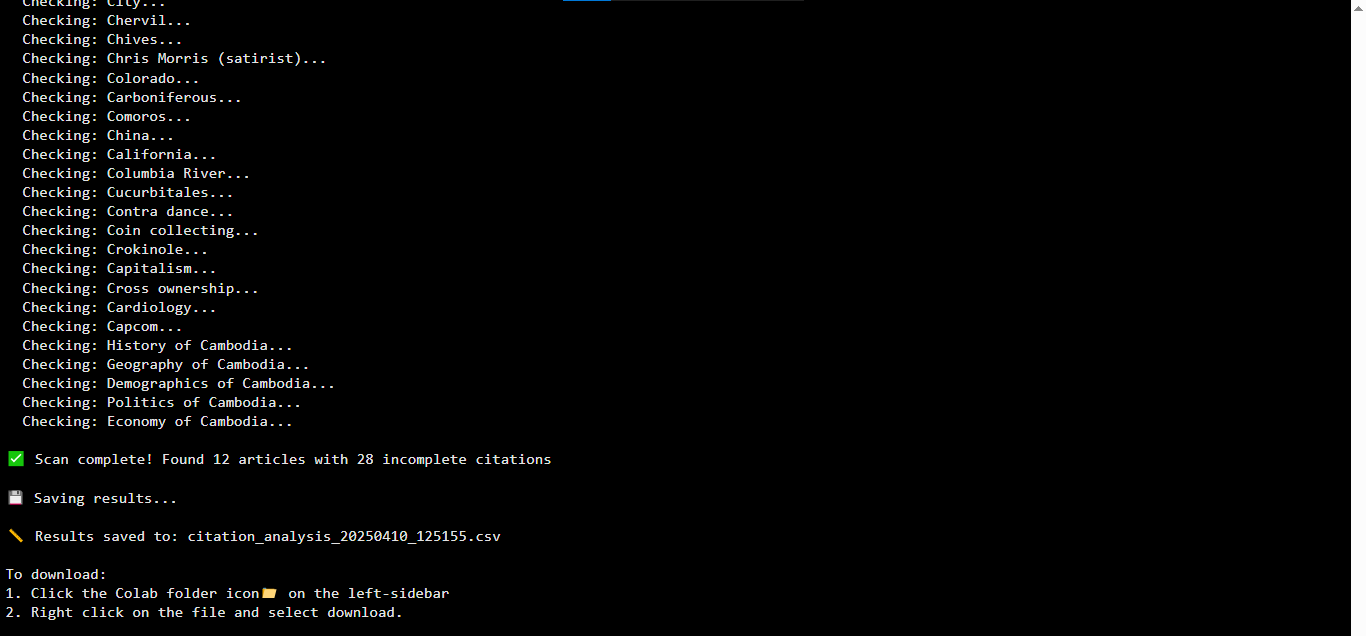 Checking: City...
Checking: Chervil...
Checking: Chives...
Checking: Chris Morris (satirist)...
Checking: Colorado...
Checking: Carboniferous...
Checking: Comoros...
Checking: China...
Checking: California...
Checking: Columbia River...
Checking: Cucurbitales...
Checking: Contra dance...
Checking: Coin collecting...
Checking: Crokinole...
Checking: Capitalism...
Checking: Cross ownership...
Checking: Cardiology...
Checking: Capcom...
Checking: History of Cambodia...
Checking: Geography of Cambodia...
Checking: Demographics of Cambodia...
Checking: Politics of Cambodia...
Checking: Economy of Cambodia...
✅ Scan complete! Found 12 articles with 28 incomplete citations
💾 Saving results...
📏 Results saved to: citation_analysis_20250410_125155.csv
To download:
1. Click the Colab folder icon📁 on the left-sidebar
2. Right click on the file and select download.